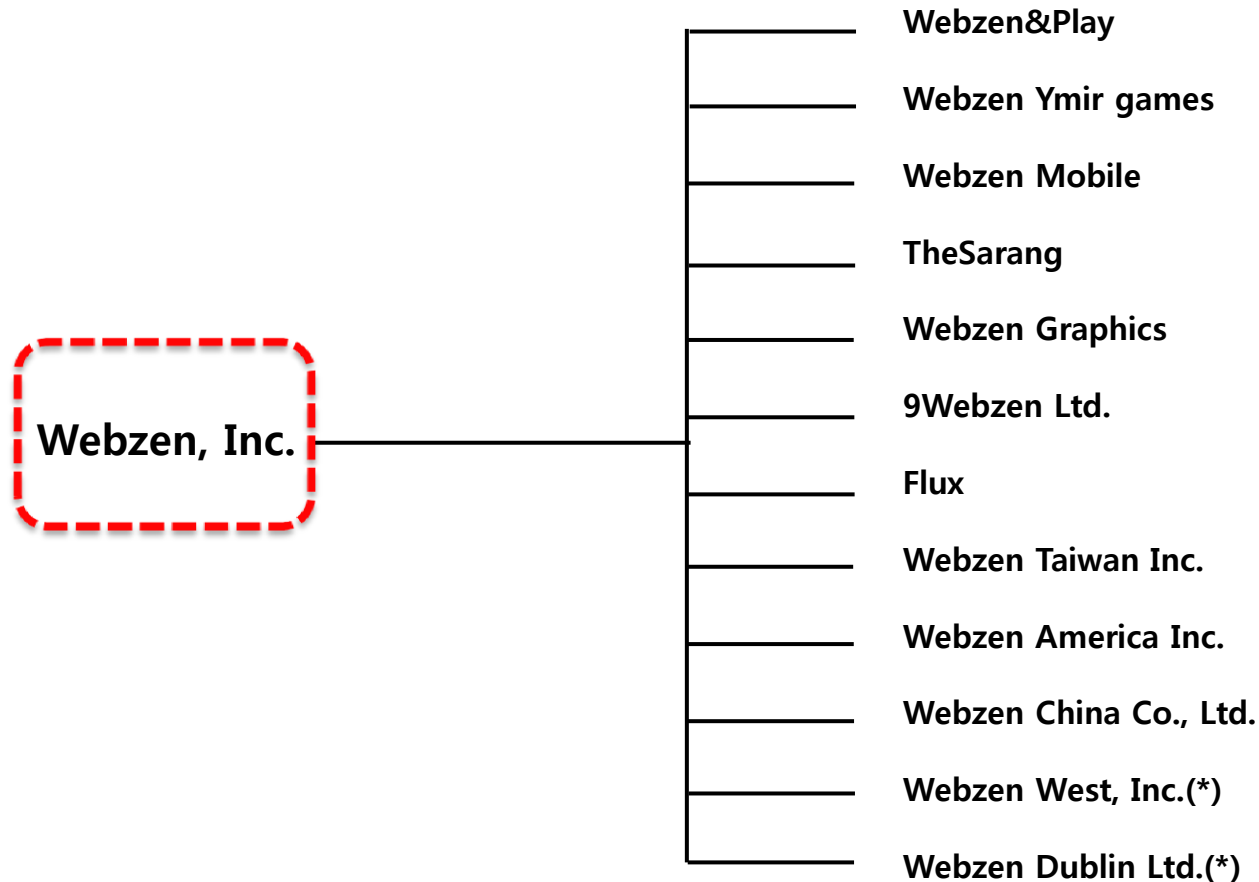 Webzen, Inc.
Webzen&Play
Webzen Ymir games
Webzen Mobile
TheSarang
Webzen Graphics
9Webzen Ltd.
Flux
Webzen Taiwan Inc.
Webzen America Inc.
Webzen China Co., Ltd.
Webzen West, Inc.(*)
Webzen Dublin Ltd.(*)